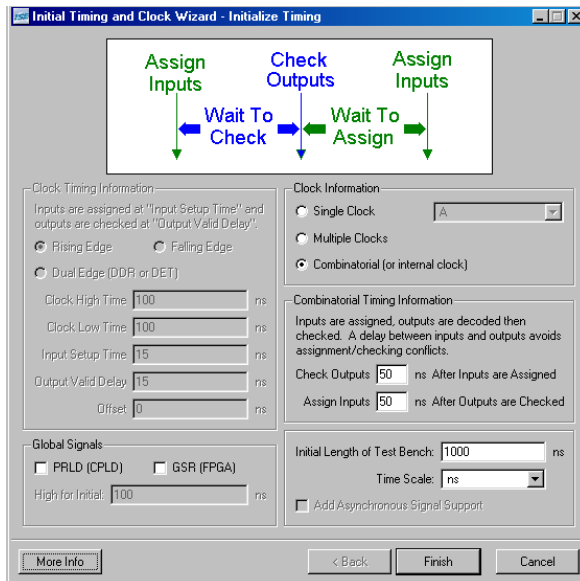 ISE Initial Timing and Clock Wizard - Initialize Timing
Assign Inputs
Check Outputs
Assign Inputs
Wait To Check
Wait To Assign
Clock Timing Information
Inputs are assigned at "Input Setup Time" and
outputs are checked at "Output Valid Delay".
Rising Edge
Falling Edge
Dual Edge (DDR or DET)
Clock High Time 100 ns
Clock Low Time 100 ns
Input Setup Time 15 ns
Output Valid Delay 15 ns
Offset 0 ns
Global Signals
PRLD (CPLD)
GSR (FPGA)
High for Initial: 100 ns
Clock Information
Single Clock A
Multiple Clocks
Combinatorial (or internal clock)
Combinatorial Timing Information
Inputs are assigned, outputs are decoded then
checked. A delay between inputs and outputs avoids
assignment/checking conflicts.
Check Outputs 50 ns After Inputs are Assigned
Assign Inputs 50 ns After Outputs are Checked
Initial Length of Test Bench: 1000 ns
Time Scale: ns
Add Asynchronous Signal Support
More Info
< Back
Finish
Cancel